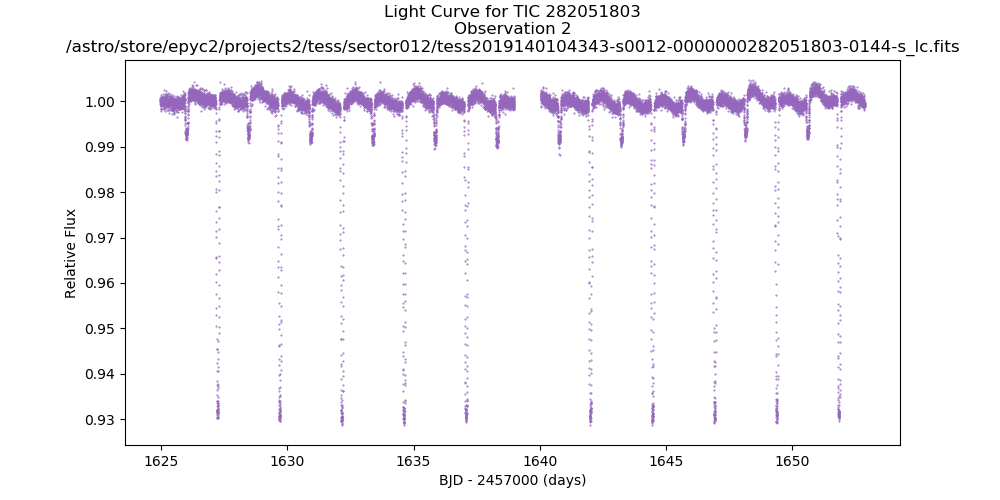 Light Curve for TIC 282051803
Observation 2
/astro/store/epyc2/projects2/tess/sector012/tess2019140104343-s0012-0000000282051803-0144-s_lc.fits
1.00
0.99
0.98
0.97
0.96
0.95
0.94
0.93
Relative Flux
1625
1630
1635
1640
1645
1650
BJD - 2457000 (days)